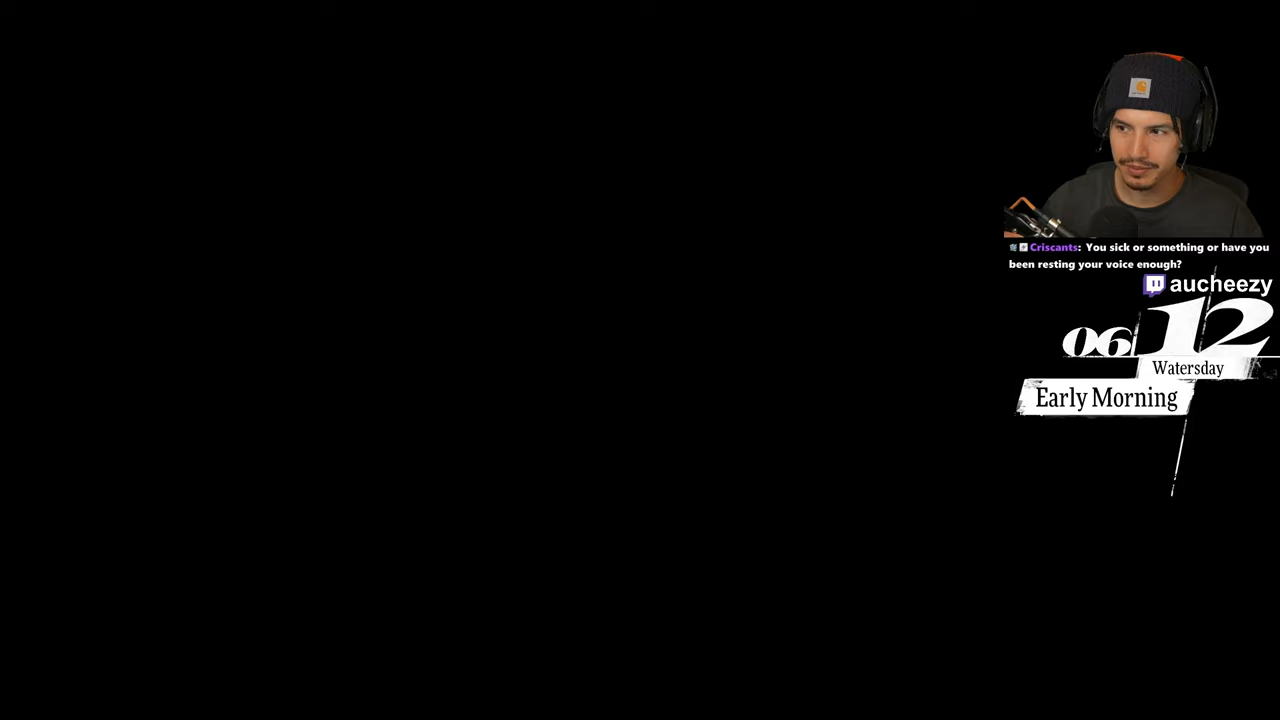 Criscants: You sick or something or have you
been resting your voice enough?
aucheezy
06 12
Watersday
Early Morning